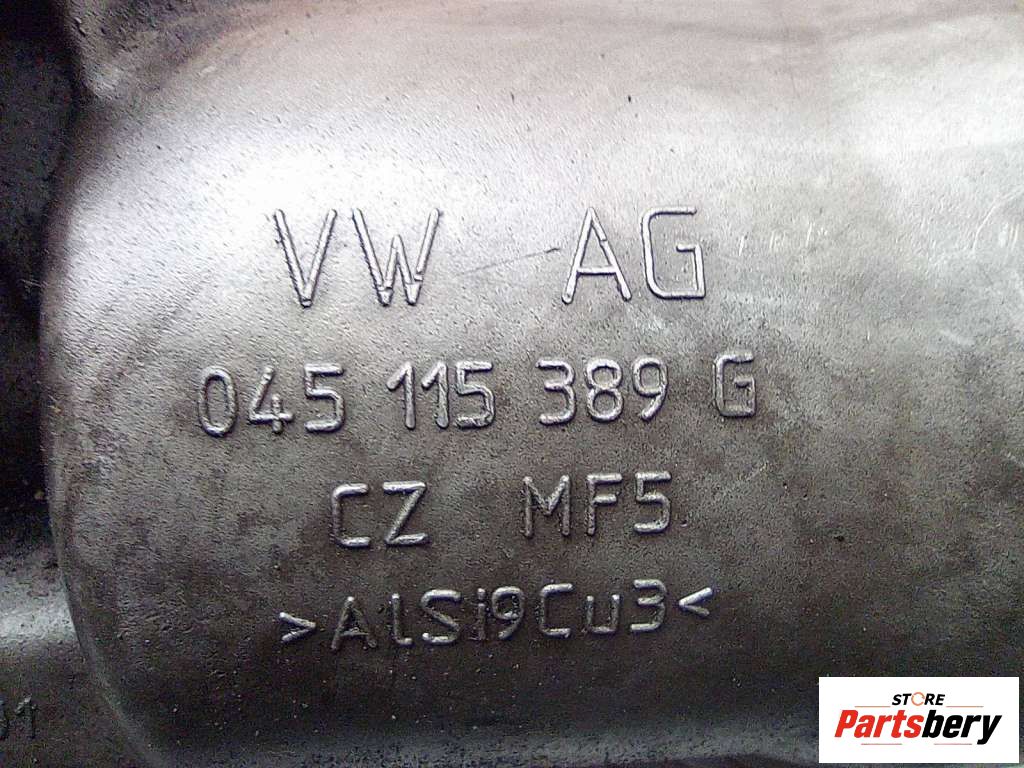 VW AG
045 115 389 G
CZ MF5
>AlSi9Cu3<
STORE
Partsbery